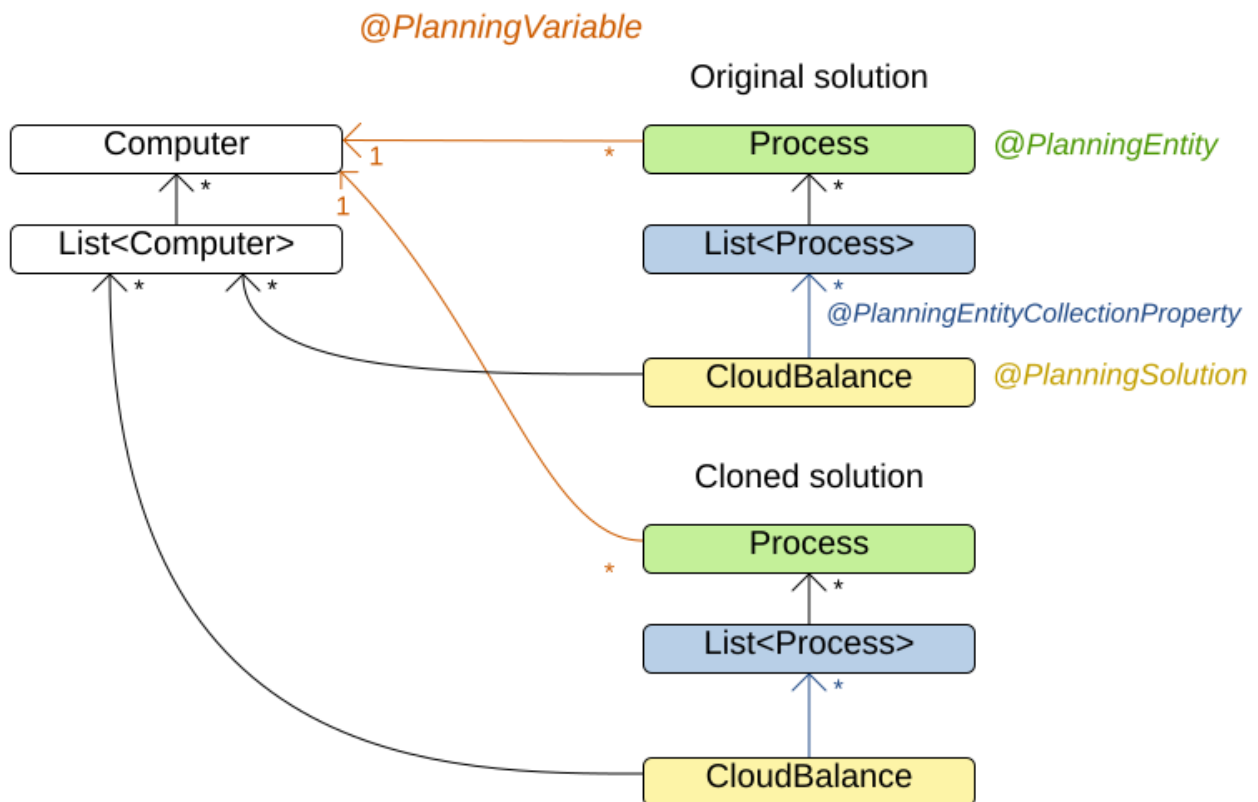 @PlanningVariable
Original solution
Computer
1
*
Process
@PlanningEntity
*
1
*
List<Computer>
List<Process>
*
*
*
@PlanningEntityCollectionProperty
CloudBalance
@PlanningSolution
Cloned solution
Process
*
*
List<Process>
*
CloudBalance